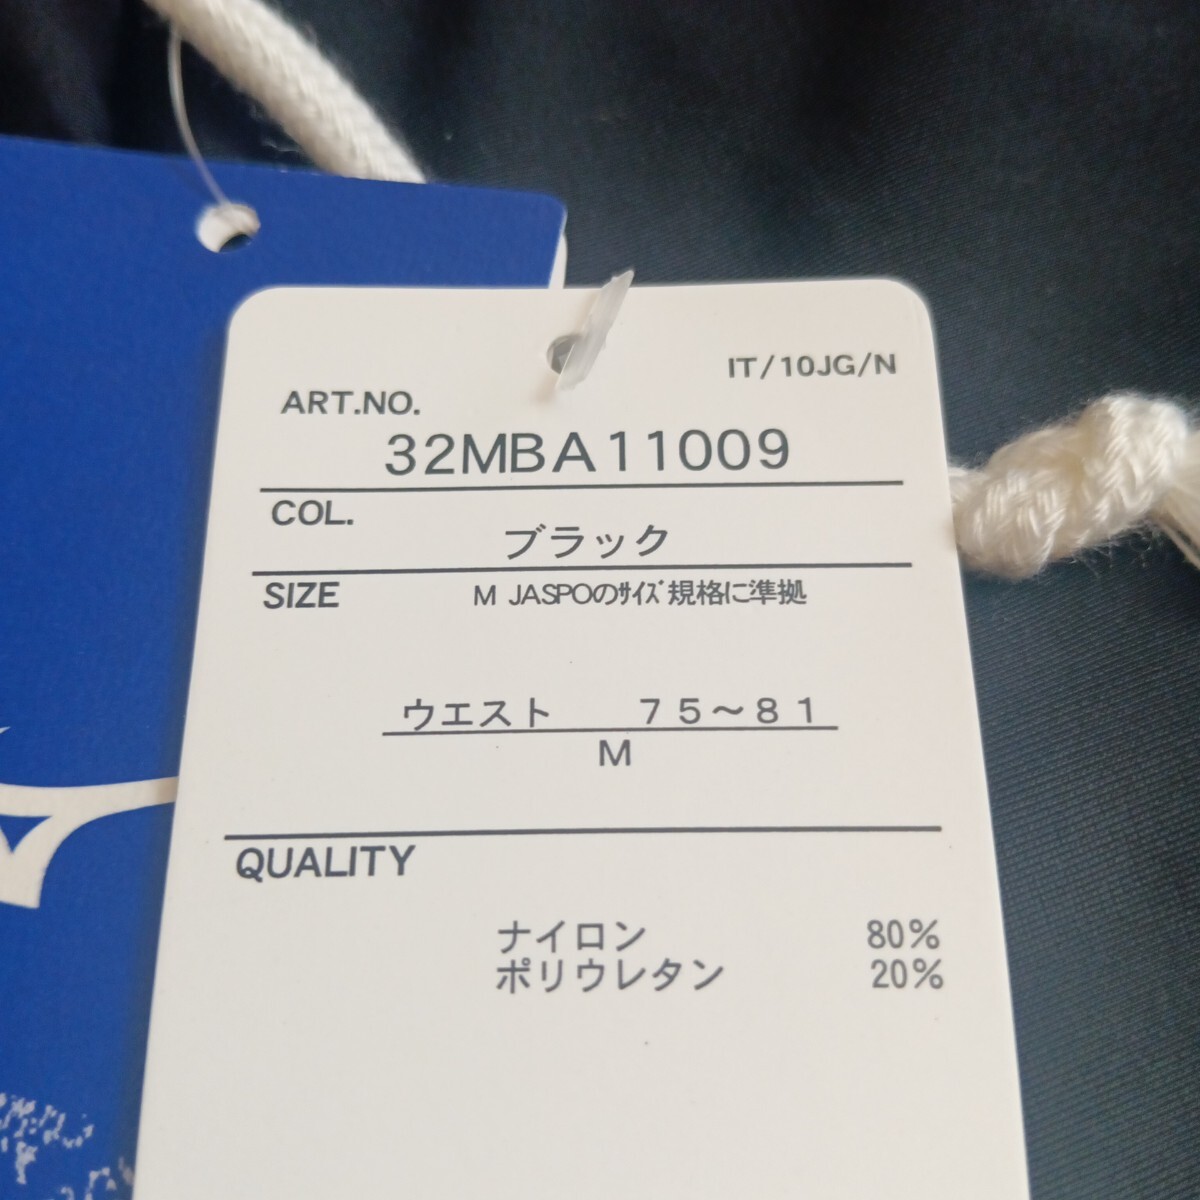 IT/10JG/N
ART.NO.
32MBA11009
COL.
ブラック
SIZE M JASPOのｻｲｽﾞ規格に準拠
ウエスト 75～81
M
QUALITY
ナイロン 80%
ポリウレタン 20%